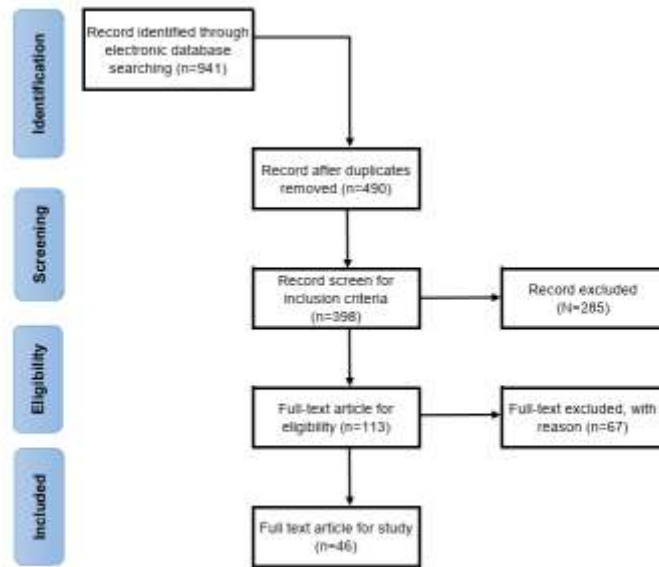 Identification
Record identified through
electronic database
searching (n=941)
Record after duplicates
removed (n=490)
Screening
Record screen for
inclusion criteria
(n=398)
Record excluded
(N=285)
Eligibility
Full-text article for
eligibility (n=113)
Full-text excluded, with
reason (n=67)
Included
Full text article for study
(n=46)